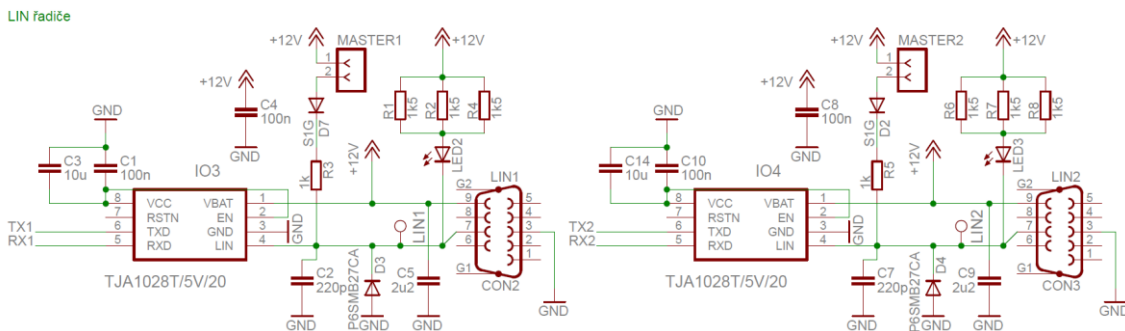 LIN řadiče
+12V
MASTER1
1
2
+12V
+12V
C4
100n
GND
GND
C3
10u
C1
100n
S1G
D7
R3
1k
+12V
R1
1k5
R2
1k5
R4
1k5
LED2
IO3
8 VCC VBAT 1
7 RSTN EN 2
6 TXD GND 3
5 RXD LIN 4
GND
TX1
RX1
TJA1028T/5V/20
C2
220p
GND
P6SMB27CA
D3
GND
LIN1
C5
2u2
GND
LIN1
G2
9
8
7
6
G1
5
4
3
2
1
CON2
GND
+12V
MASTER2
1
2
+12V
+12V
C8
100n
GND
GND
C14
10u
C10
100n
S1G
D2
R5
1k
+12V
R6
1k5
R7
1k5
R8
1k5
LED3
IO4
8 VCC VBAT 1
7 RSTN EN 2
6 TXD GND 3
5 RXD LIN 4
GND
TX2
RX2
TJA1028T/5V/20
C7
220p
GND
P6SMB27CA
D4
GND
LIN2
C9
2u2
GND
LIN2
G2
9
8
7
6
G1
5
4
3
2
1
CON3
GND